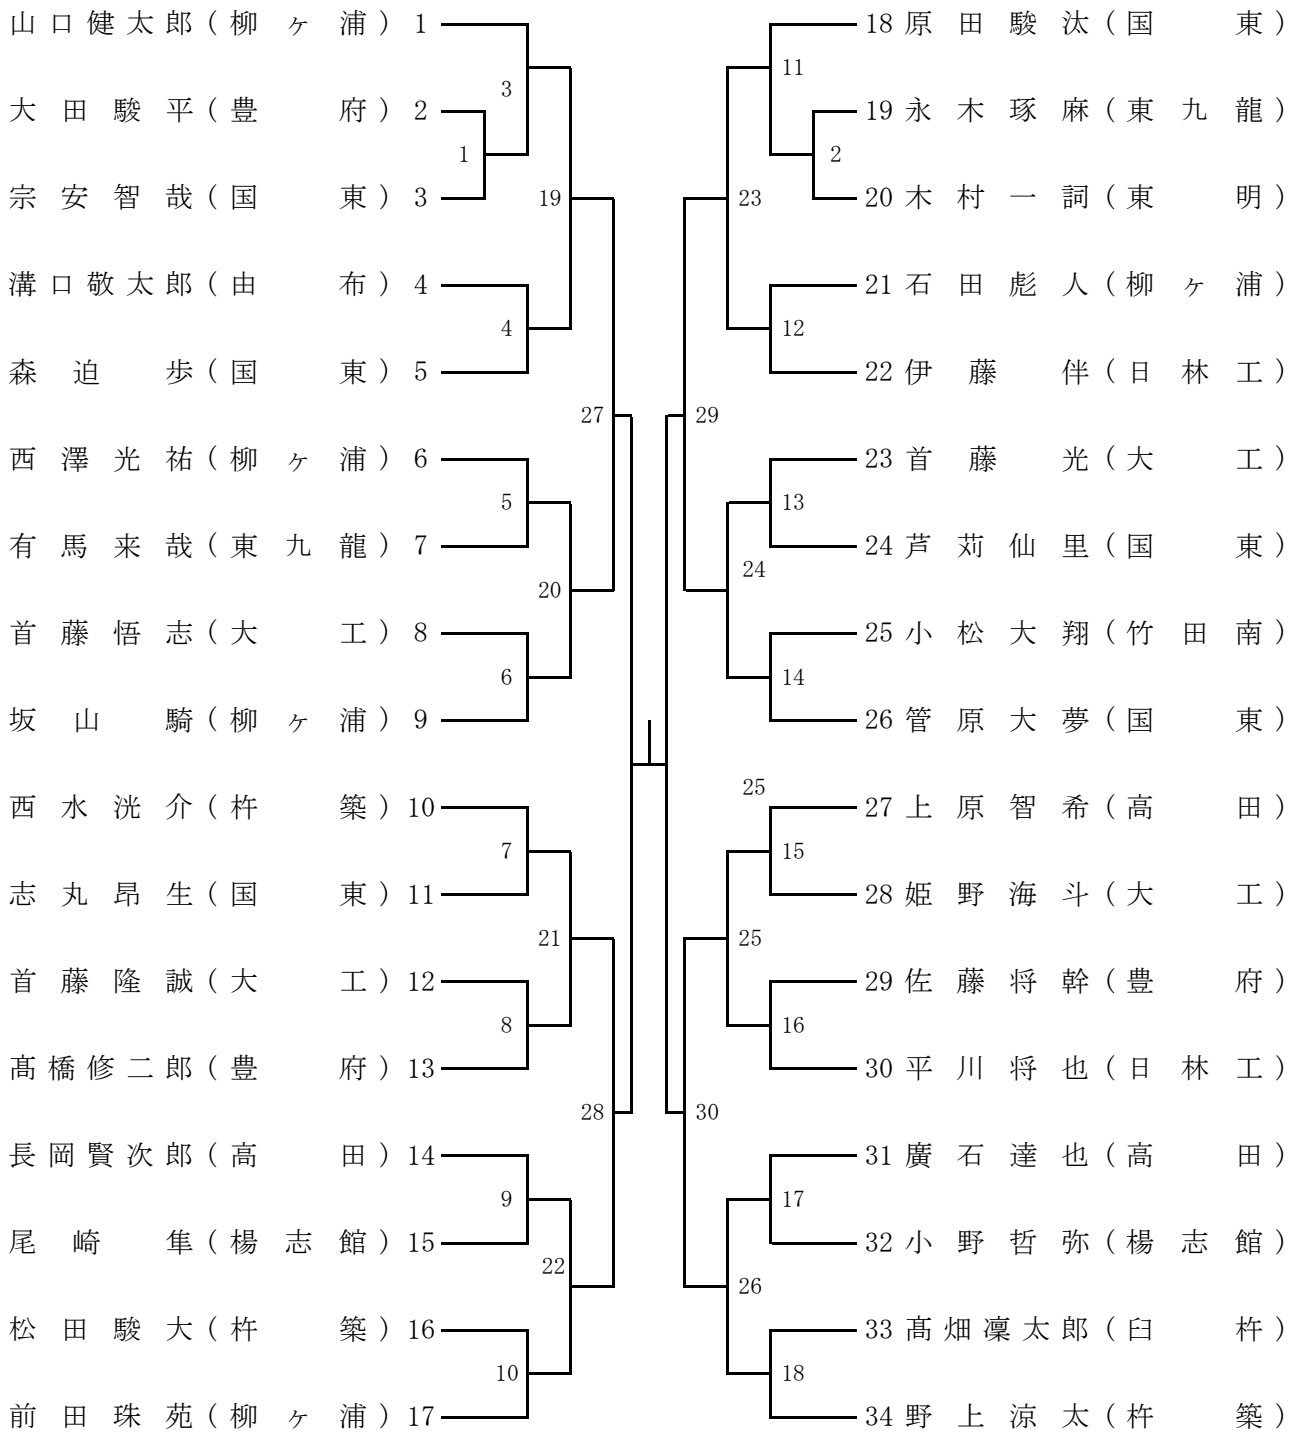 山口健太郎(柳ヶ浦) 1
大田駿平(豊府) 2
宗安智哉(国東) 3
溝口敬太郎(由布) 4
森迫歩(国東) 5
西澤光祐(柳ヶ浦) 6
有馬来哉(東九龍) 7
首藤悟志(大工) 8
坂山騎(柳ヶ浦) 9
西水洸介(杵築) 10
志丸昂生(国東) 11
首藤隆誠(大工) 12
髙橋修二郎(豊府) 13
長岡賢次郎(高田) 14
尾崎隼(楊志館) 15
松田駿大(杵築) 16
前田珠苑(柳ヶ浦) 17
3
1
19
4
27
5
20
6
7
21
8
28
9
22
10
11
2
23
12
29
13
24
14
25
15
25
16
30
17
26
18
18 原田駿汰(国東)
19 永木琢麻(東九龍)
20 木村一詞(東明)
21 石田彪人(柳ヶ浦)
22 伊藤伴(日林工)
23 首藤光(大工)
24 芦苅仙里(国東)
25 小松大翔(竹田南)
26 管原大夢(国東)
27 上原智希(高田)
28 姫野海斗(大工)
29 佐藤将幹(豊府)
30 平川将也(日林工)
31 廣石達也(高田)
32 小野哲弥(楊志館)
33 髙畑凜太郎(臼杵)
34 野上涼太(杵築)